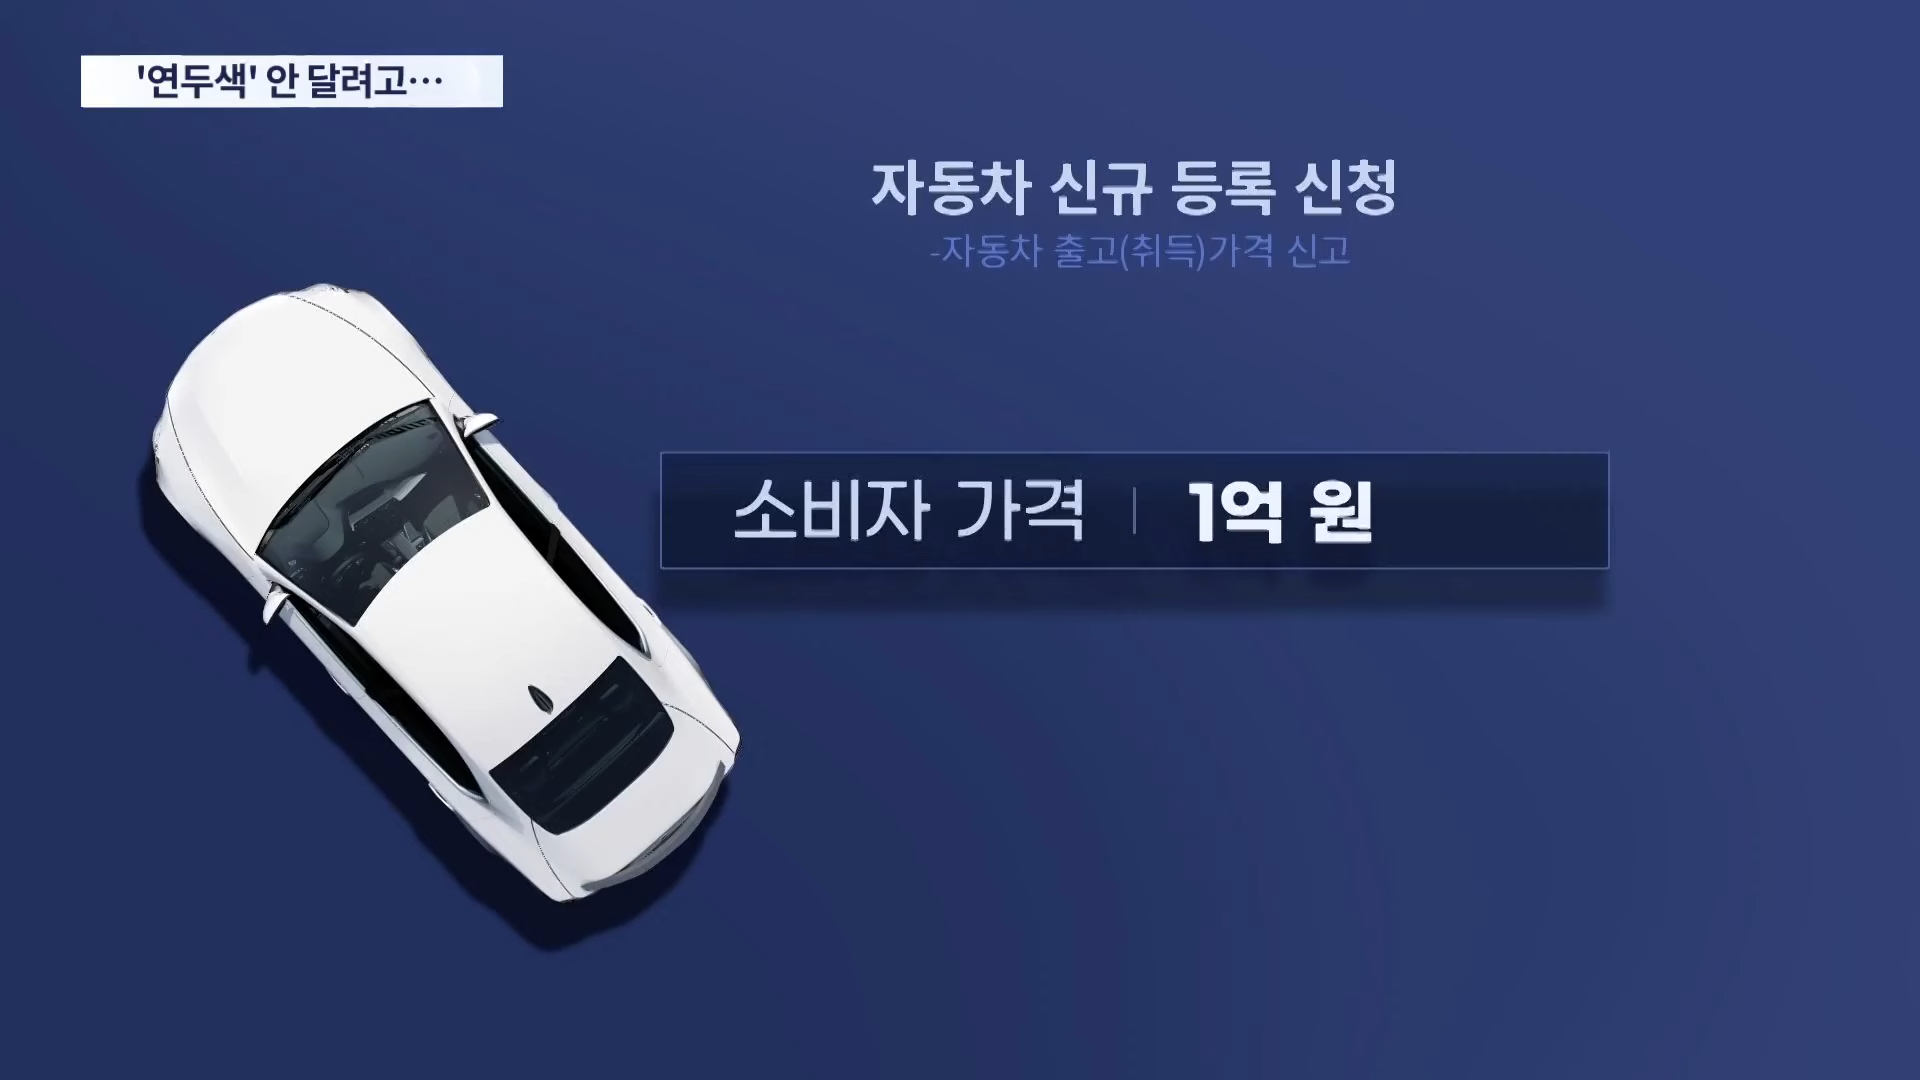 '연두색' 안 달려고…
자동차 신규 등록 신청
-자동차 출고(취득)가격 신고
소비자 가격 | 1억 원